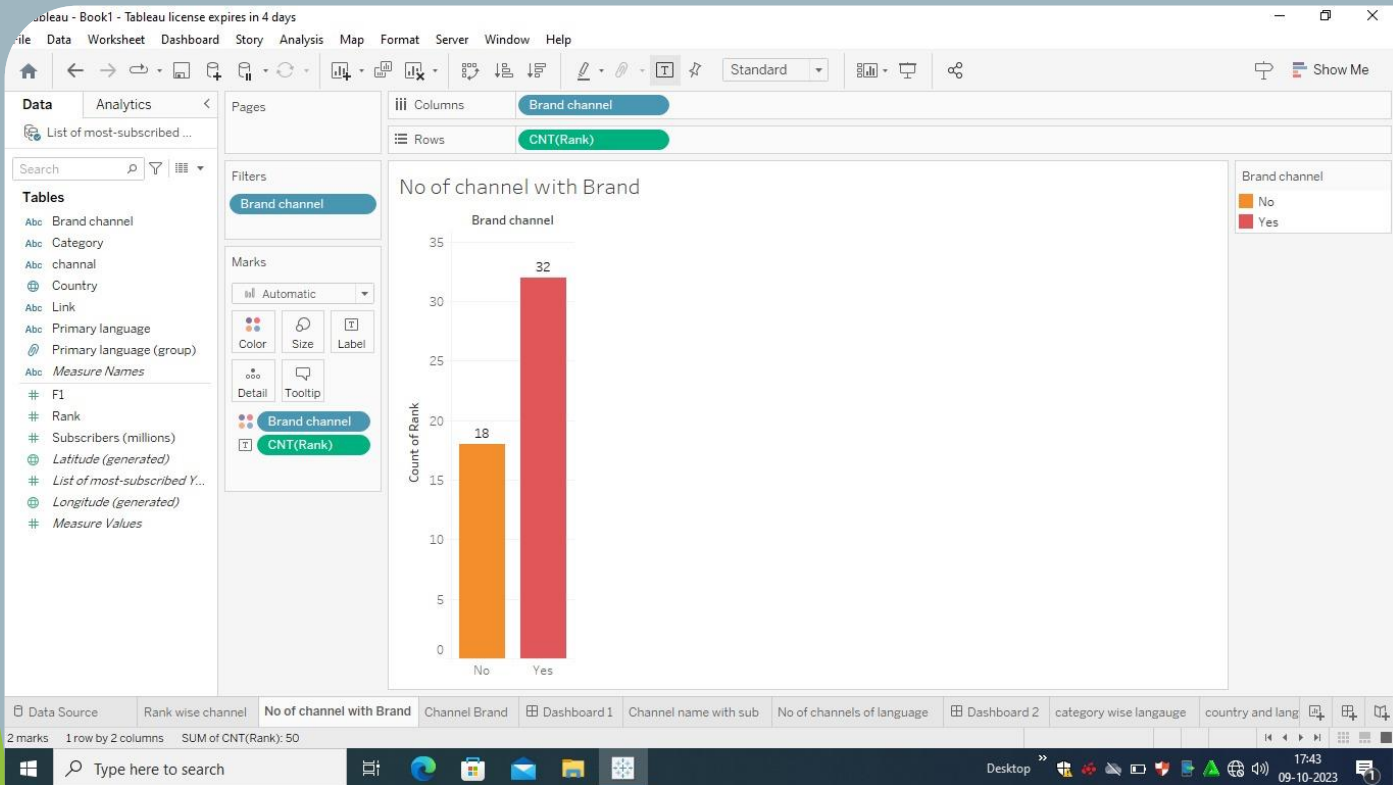 bleau - Book1 - Tableau license expires in 4 days
File Data Worksheet Dashboard Story Analysis Map Format Server Window Help
Standard
Show Me
Data Analytics
Pages
Columns
Brand channel
List of most-subscribed ...
Rows
CNT(Rank)
Search
Filters
Brand channel
Tables
Abc Brand channel
Abc Category
Abc channal
Country
Abc Link
Abc Primary language
Primary language (group)
Abc Measure Names
# F1
# Rank
# Subscribers (millions)
Latitude (generated)
# List of most-subscribed Y...
Longitude (generated)
# Measure Values
Marks
Automatic
Color Size Label
Detail Tooltip
Brand channel
T CNT(Rank)
No of channel with Brand
Brand channel
35
30
25
20
15
10
5
0
Count of Rank
18
32
No Yes
Brand channel
No
Yes
Data Source Rank wise channel No of channel with Brand Channel Brand Dashboard 1 Channel name with sub No of channels of language Dashboard 2 category wise langauge country and lang
2 marks 1 row by 2 columns SUM of CNT(Rank): 50
Type here to search
Desktop
17:43
09-10-2023
1